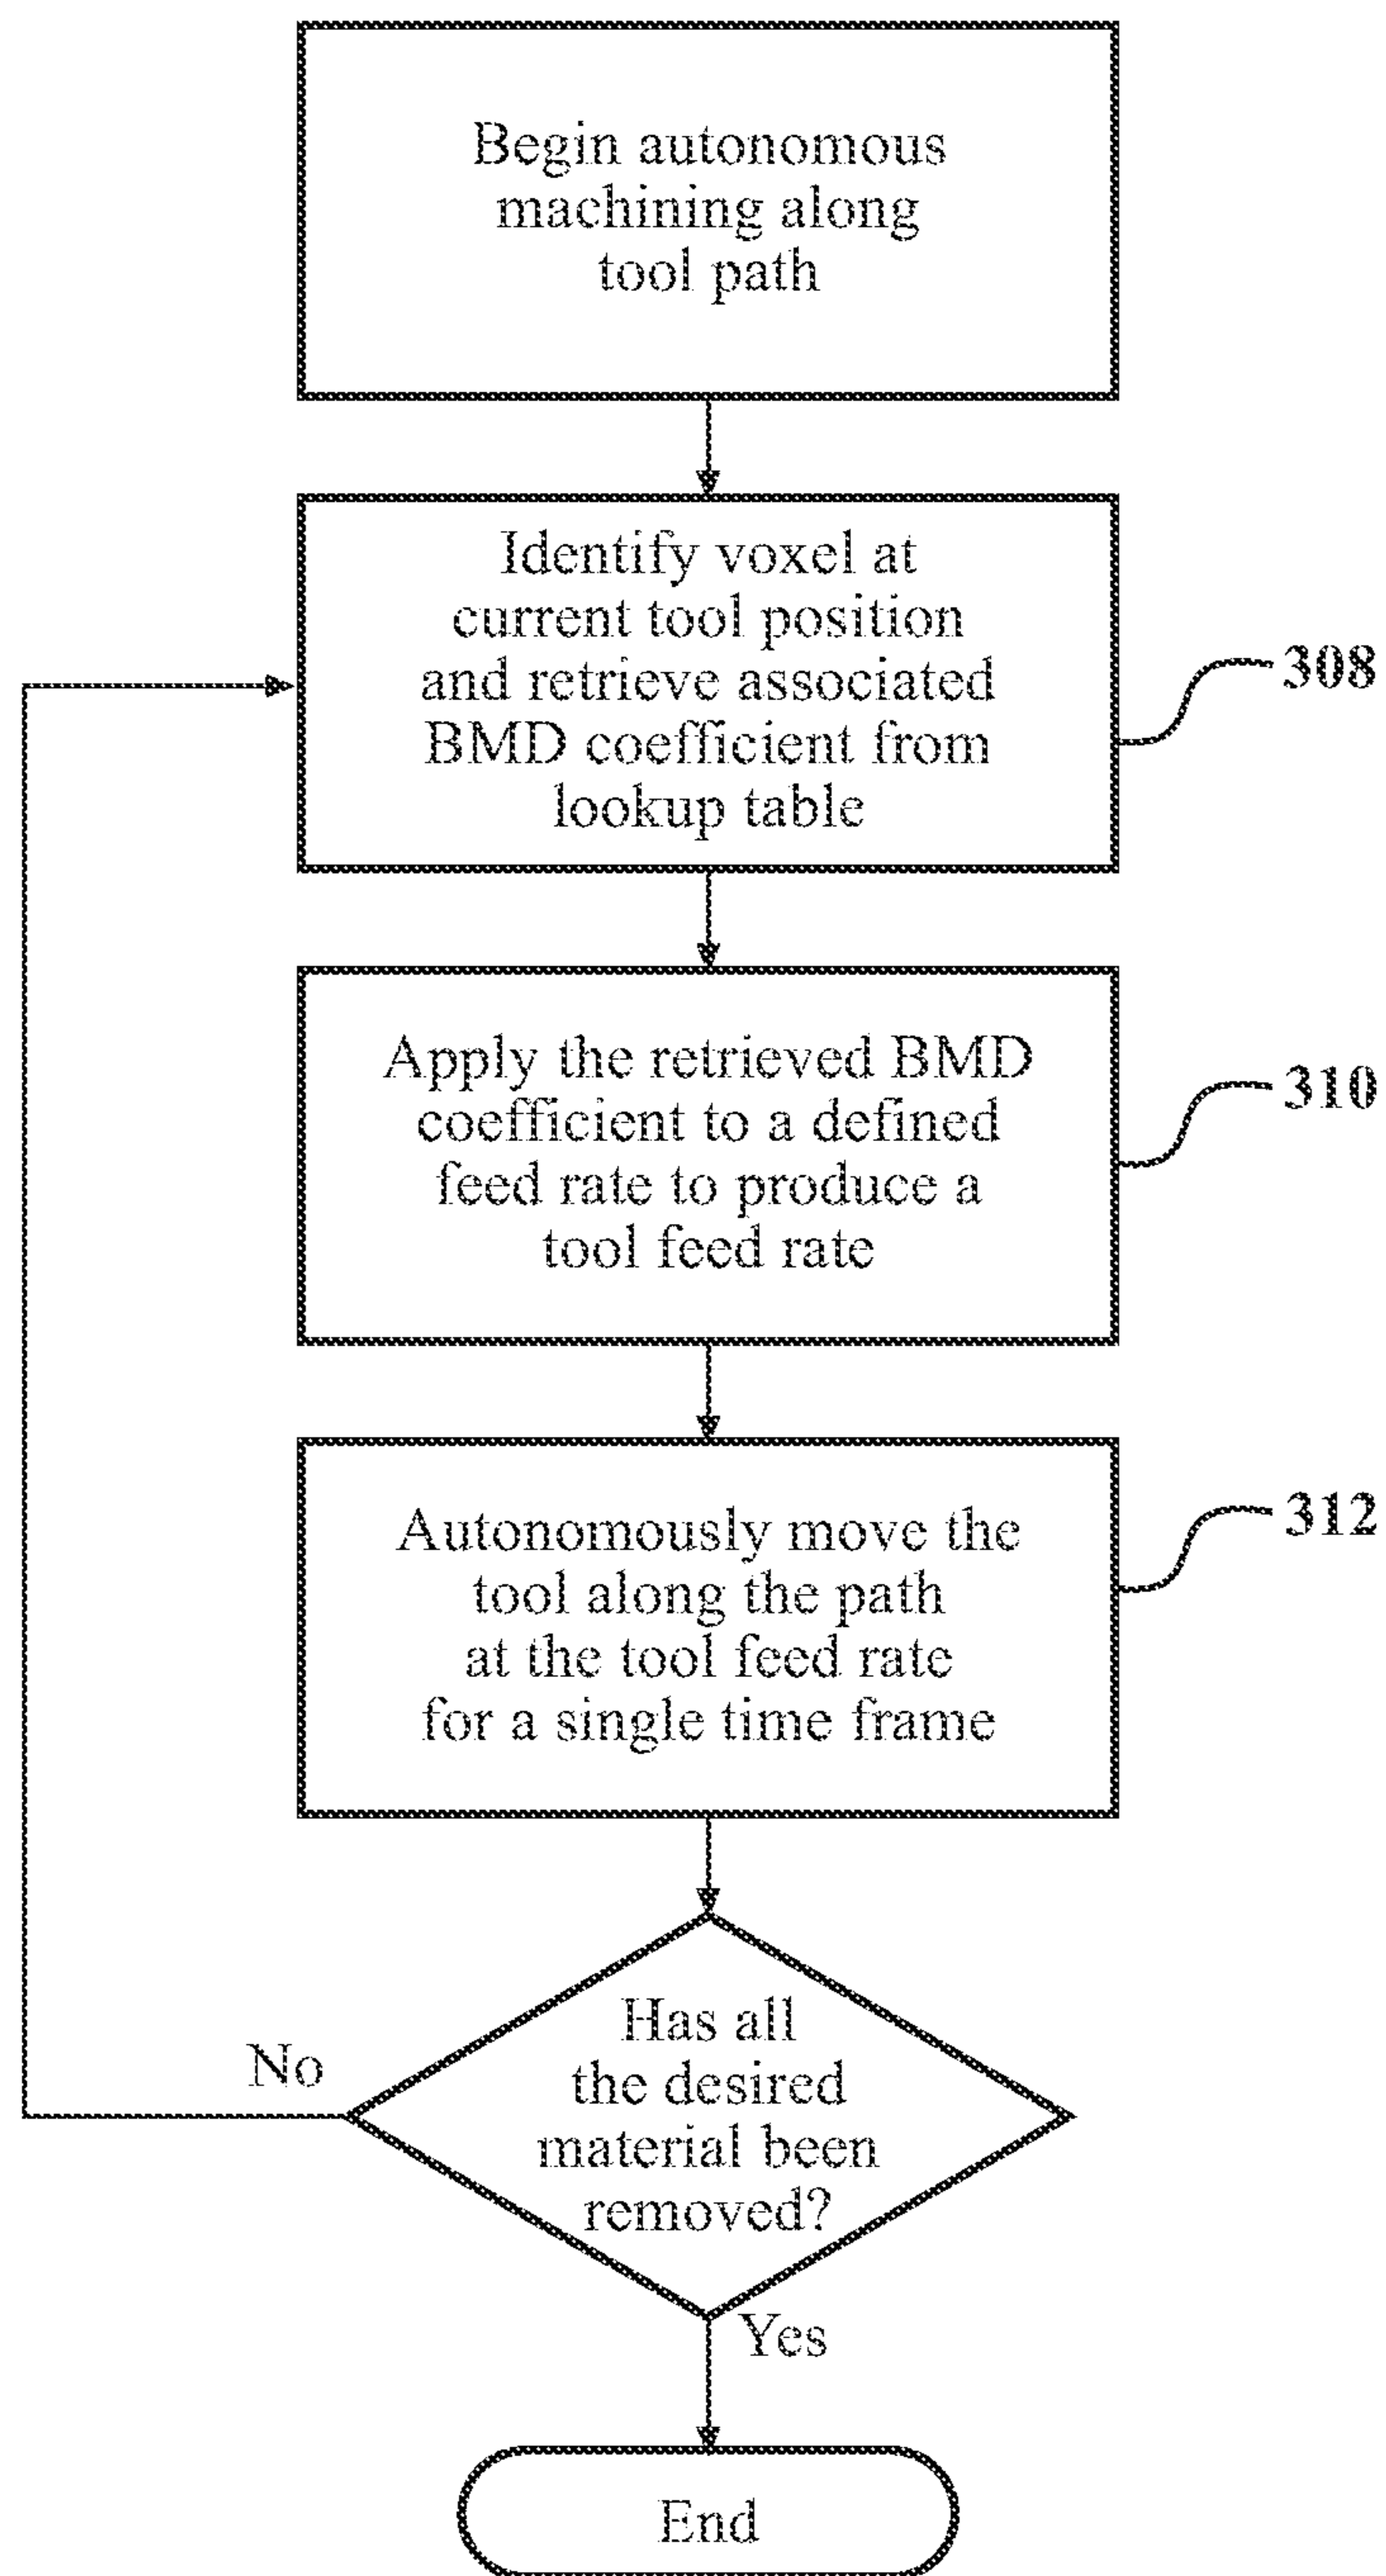 Begin autonomous
machining along
tool path
Identify voxel at
current tool position
and retrieve associated
BMD coefficient from
lookup table
308
Apply the retrieved BMD
coefficient to a defined
feed rate to produce a
tool feed rate
310
Autonomously move the
tool along the path
at the tool feed rate
for a single time frame
312
Has all
the desired
material been
removed?
No
Yes
End